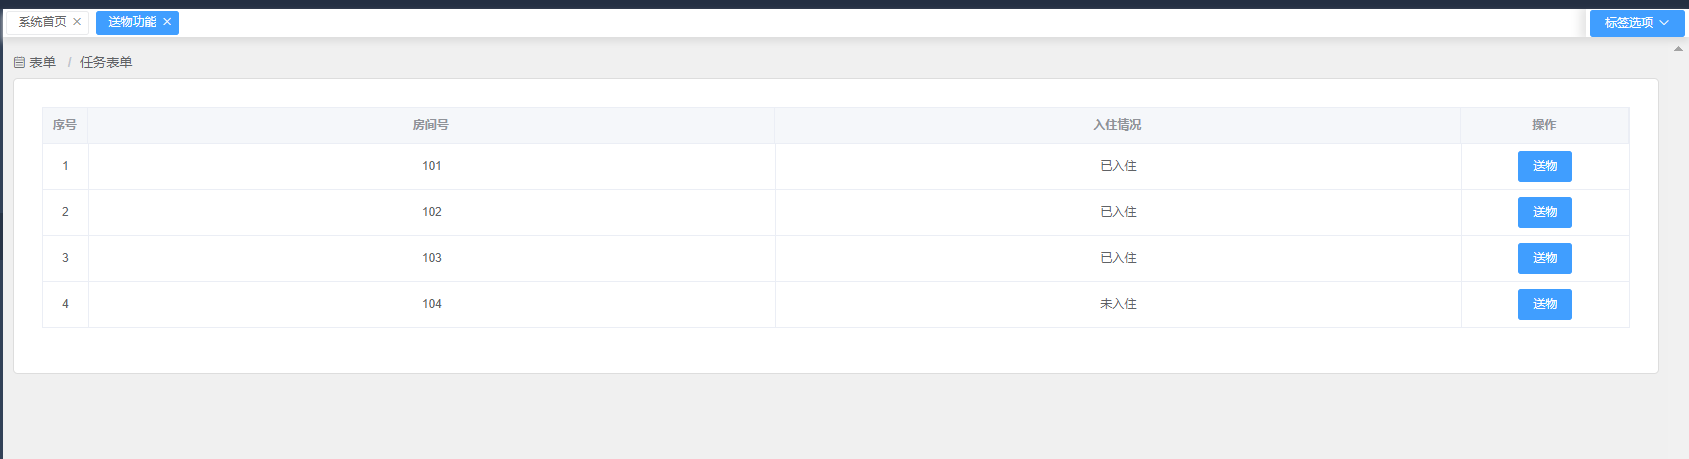 系统首页 送物功能 标签选项
表单 / 任务表单
序号 房间号 入住情况 操作
1 101 已入住 送物
2 102 已入住 送物
3 103 已入住 送物
4 104 未入住 送物